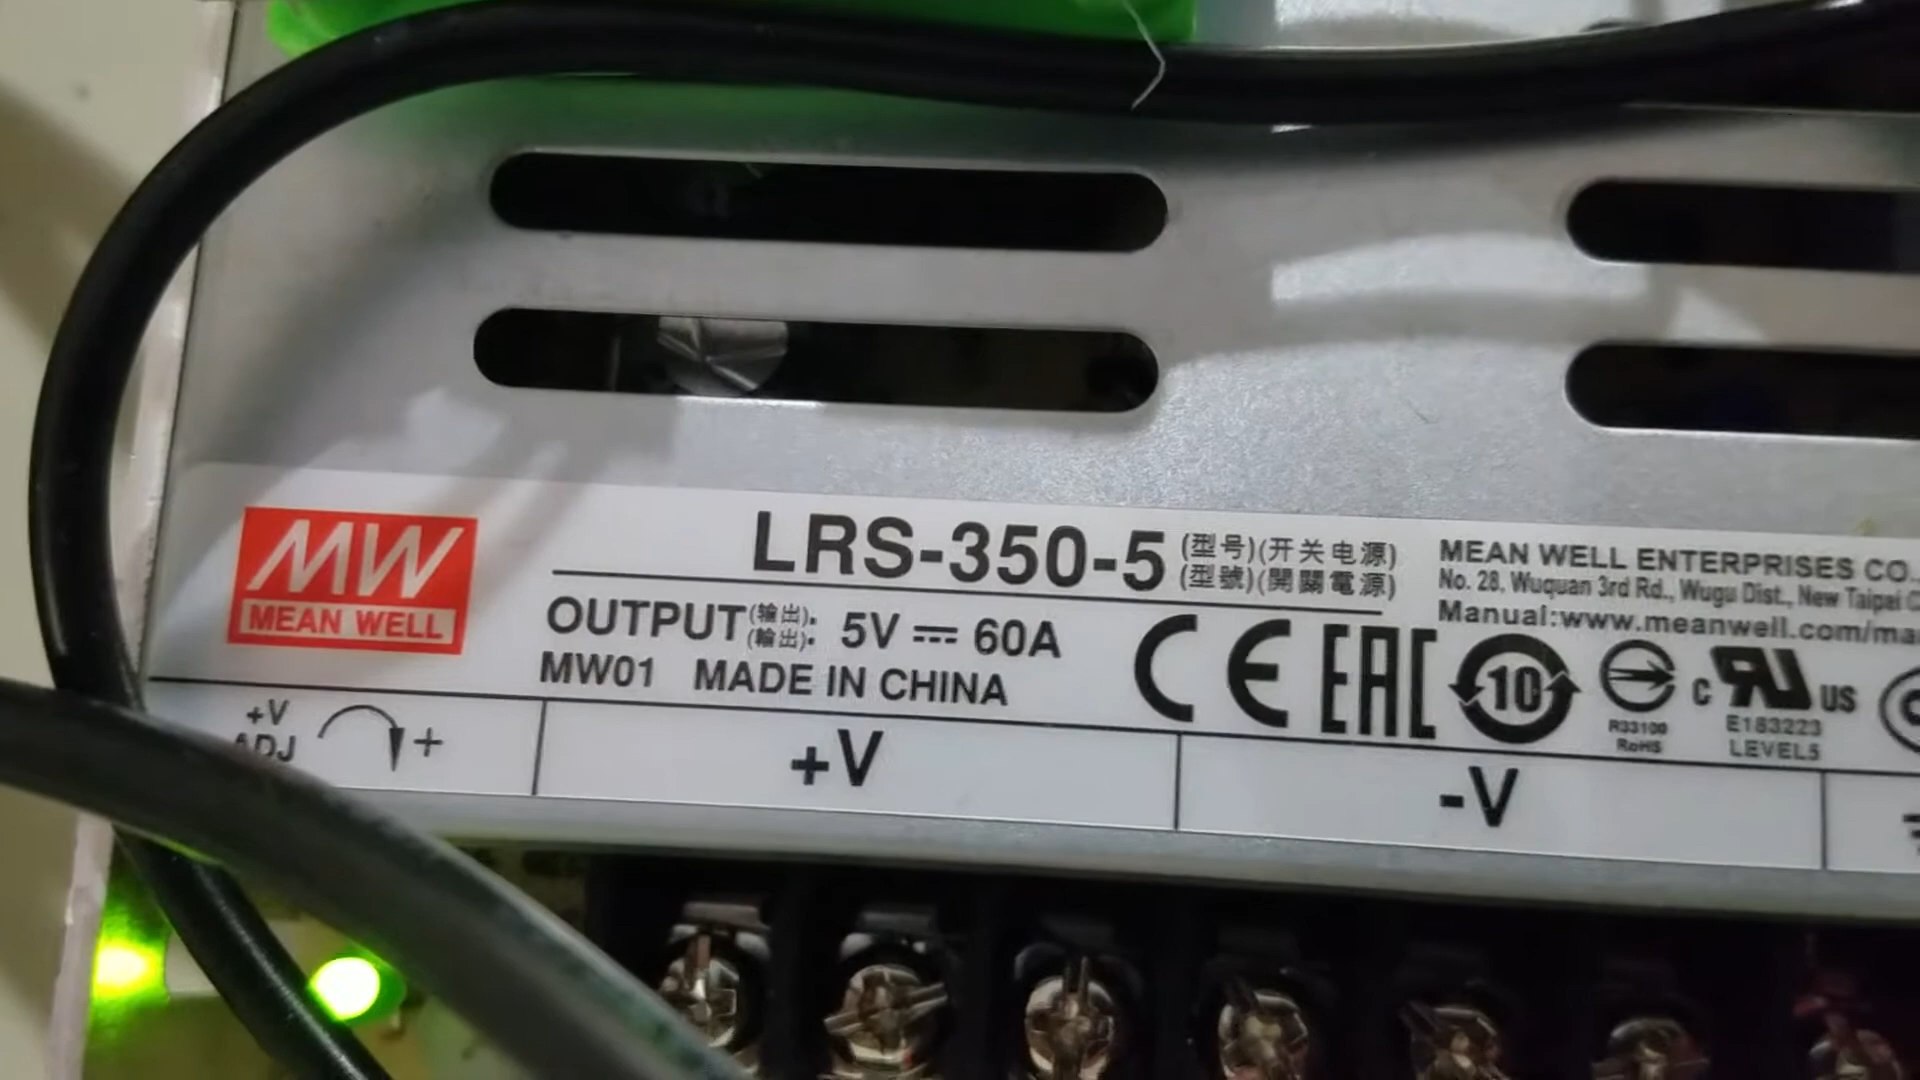 MW
MEAN WELL
LRS-350-5 (型号)(开关电源)
(型號)(開關電源)
OUTPUT(输出). 5V ⎓ 60A
(輸出).
MW01 MADE IN CHINA
MEAN WELL ENTERPRISES CO.,
No. 28, Wuquan 3rd Rd., Wugu Dist., New Taipei
Manual:www.meanwell.com/
CE EAC 10
R33100
RoHS
c RU US
E183223
LEVEL5
+V
ADJ +
+V
-V